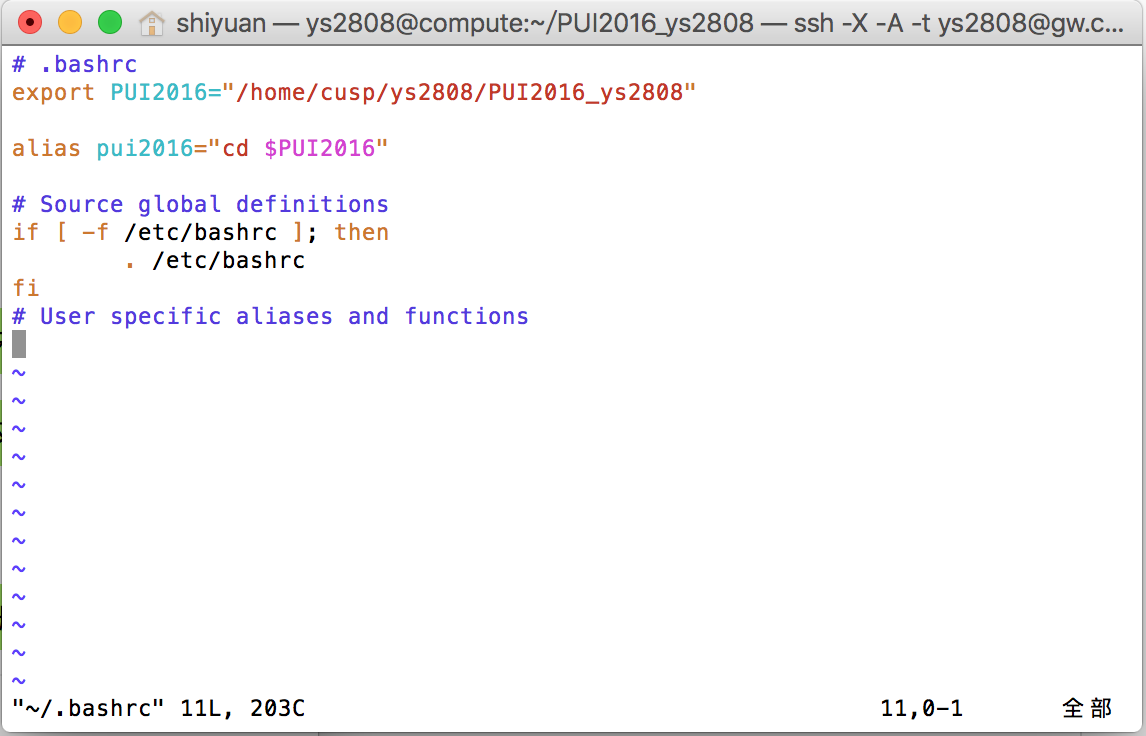 shiyuan — ys2808@compute:~/PUI2016_ys2808 — ssh -X -A -t ys2808@gw.c...
# .bashrc
export PUI2016="/home/cusp/ys2808/PUI2016_ys2808"
alias pui2016="cd $PUI2016"
# Source global definitions
if [ -f /etc/bashrc ]; then
        . /etc/bashrc
fi
# User specific aliases and functions
~
~
~
~
~
~
~
~
~
~
~
~
"~/.bashrc" 11L, 203C 11,0-1 全部